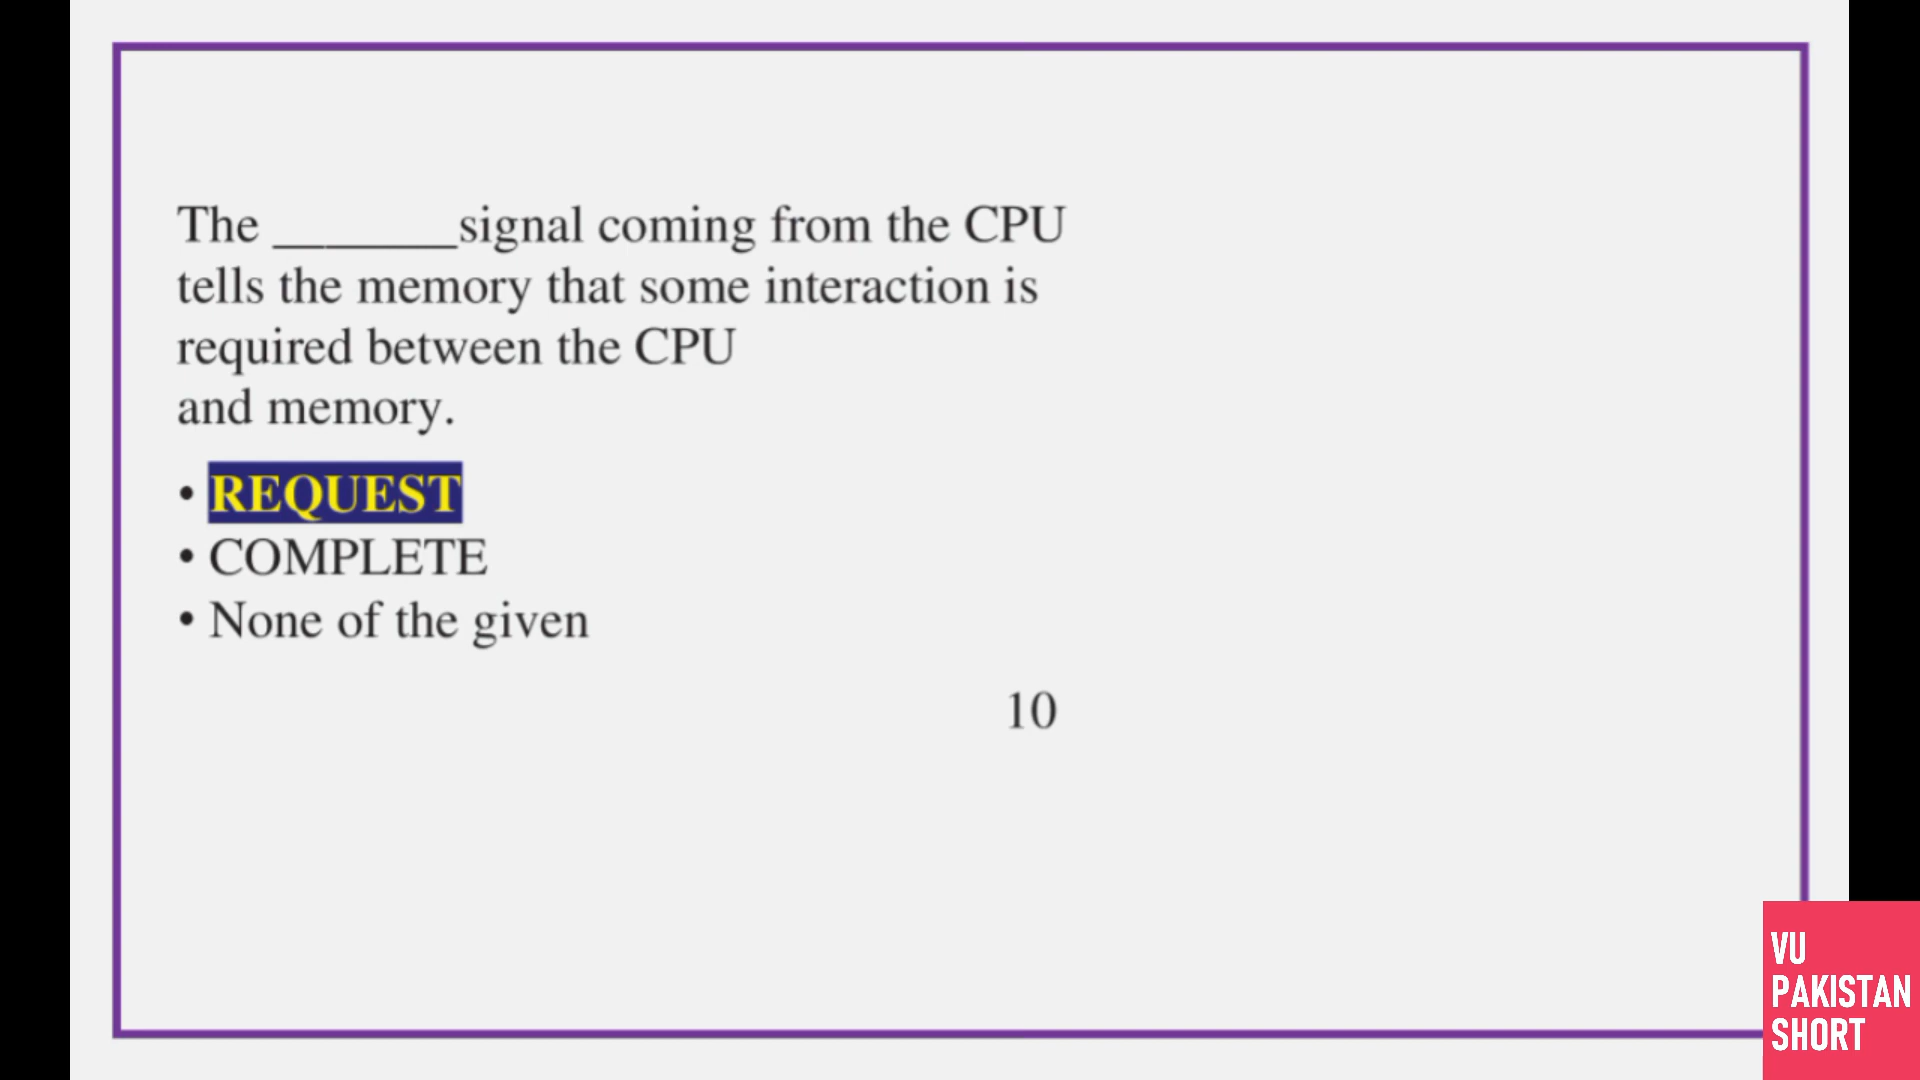 The _______signal coming from the CPU
tells the memory that some interaction is
required between the CPU
and memory.
• REQUEST
• COMPLETE
• None of the given
10
VU
PAKISTAN
SHORT